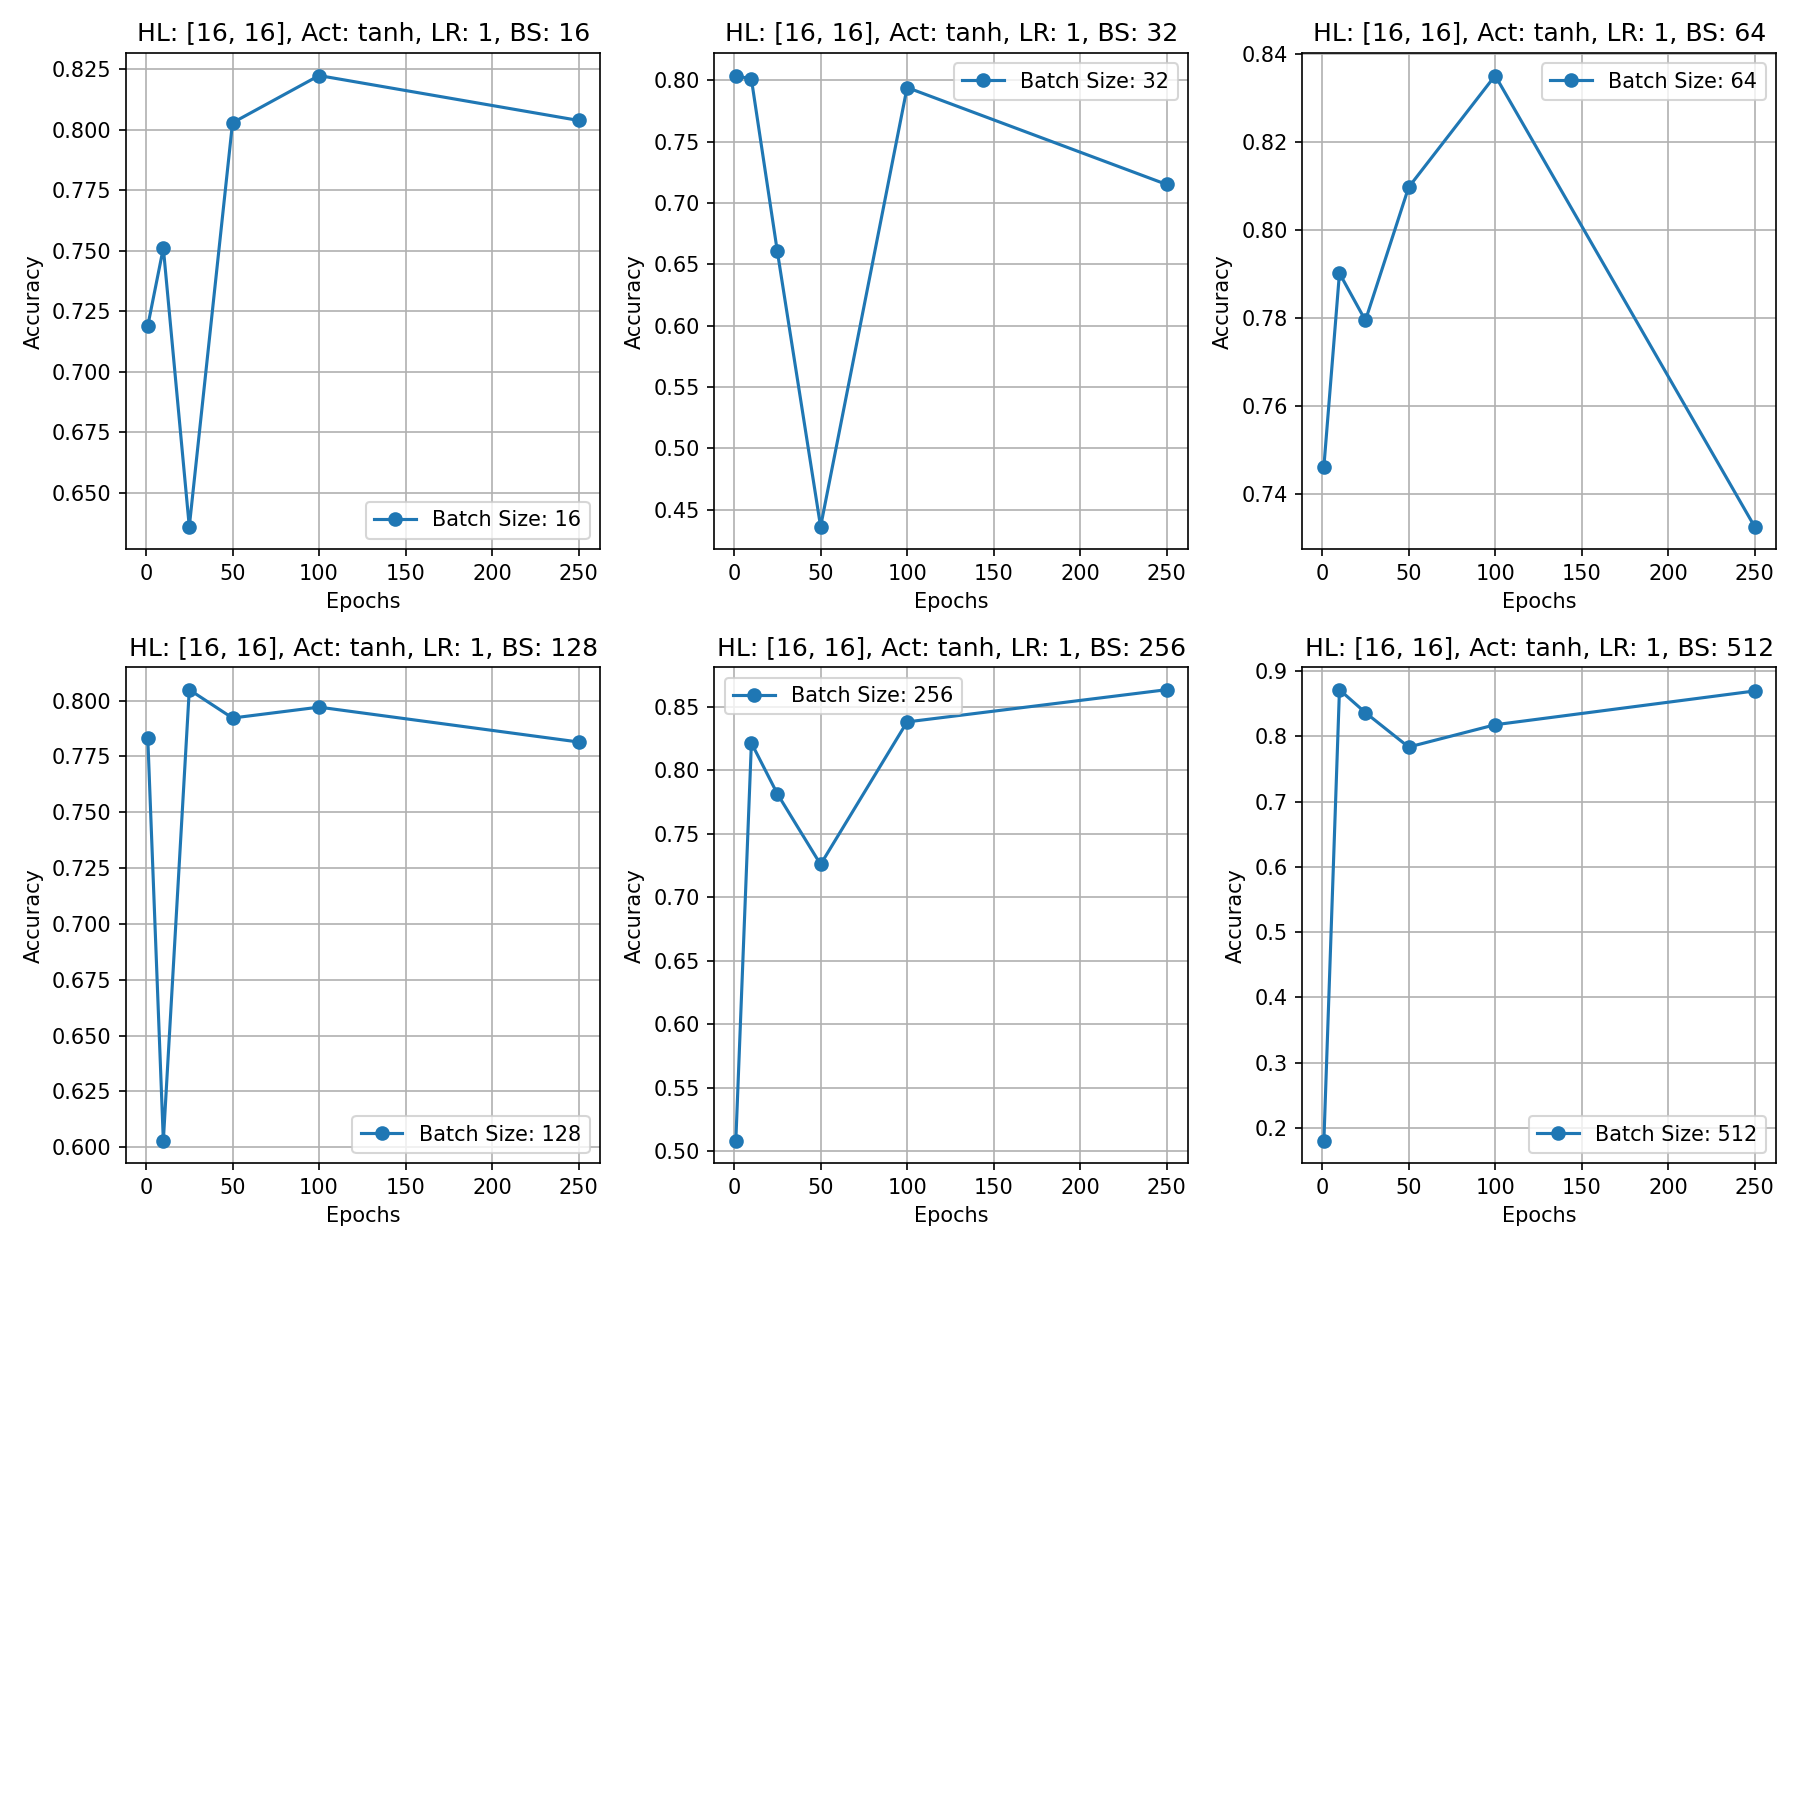 HL: [16, 16], Act: tanh, LR: 1, BS: 16
0.825
0.800
0.775
0.750
0.725
0.700
0.675
0.650
Accuracy
Batch Size: 16
0 50 100 150 200 250
Epochs
HL: [16, 16], Act: tanh, LR: 1, BS: 32
Batch Size: 32
0.80
0.75
0.70
0.65
0.60
0.55
0.50
0.45
Accuracy
0 50 100 150 200 250
Epochs
HL: [16, 16], Act: tanh, LR: 1, BS: 64
Batch Size: 64
0.84
0.82
0.80
0.78
0.76
0.74
Accuracy
0 50 100 150 200 250
Epochs
HL: [16, 16], Act: tanh, LR: 1, BS: 128
0.800
0.775
0.750
0.725
0.700
0.675
0.650
0.625
0.600
Accuracy
Batch Size: 128
0 50 100 150 200 250
Epochs
HL: [16, 16], Act: tanh, LR: 1, BS: 256
Batch Size: 256
0.85
0.80
0.75
0.70
0.65
0.60
0.55
0.50
Accuracy
0 50 100 150 200 250
Epochs
HL: [16, 16], Act: tanh, LR: 1, BS: 512
0.9
0.8
0.7
0.6
0.5
0.4
0.3
0.2
Accuracy
Batch Size: 512
0 50 100 150 200 250
Epochs